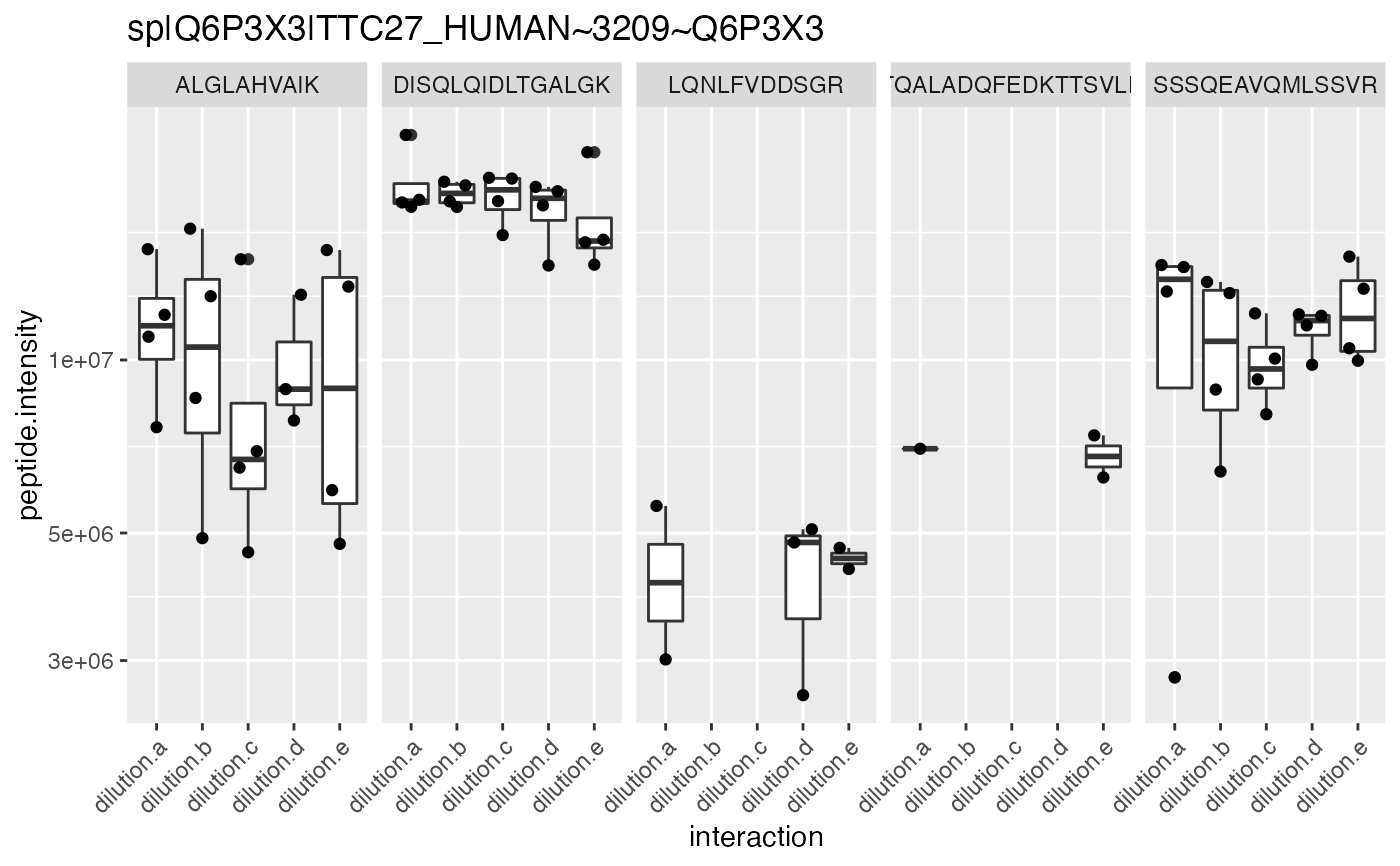 sp|Q6P3X3|TTC27_HUMAN~3209~Q6P3X3
ALGLAHVAIK
DISQLQIDLTGALGK
LQNLFVDDSGR
SSSQEAVQMLSSVR
peptide.intensity
1e+07
5e+06
3e+06
dilution.a
dilution.b
dilution.c
dilution.d
dilution.e
dilution.a
dilution.b
dilution.c
dilution.d
dilution.e
dilution.a
dilution.b
dilution.c
dilution.d
dilution.e
dilution.a
dilution.b
dilution.c
dilution.d
dilution.e
dilution.a
dilution.b
dilution.c
dilution.d
dilution.e
interaction